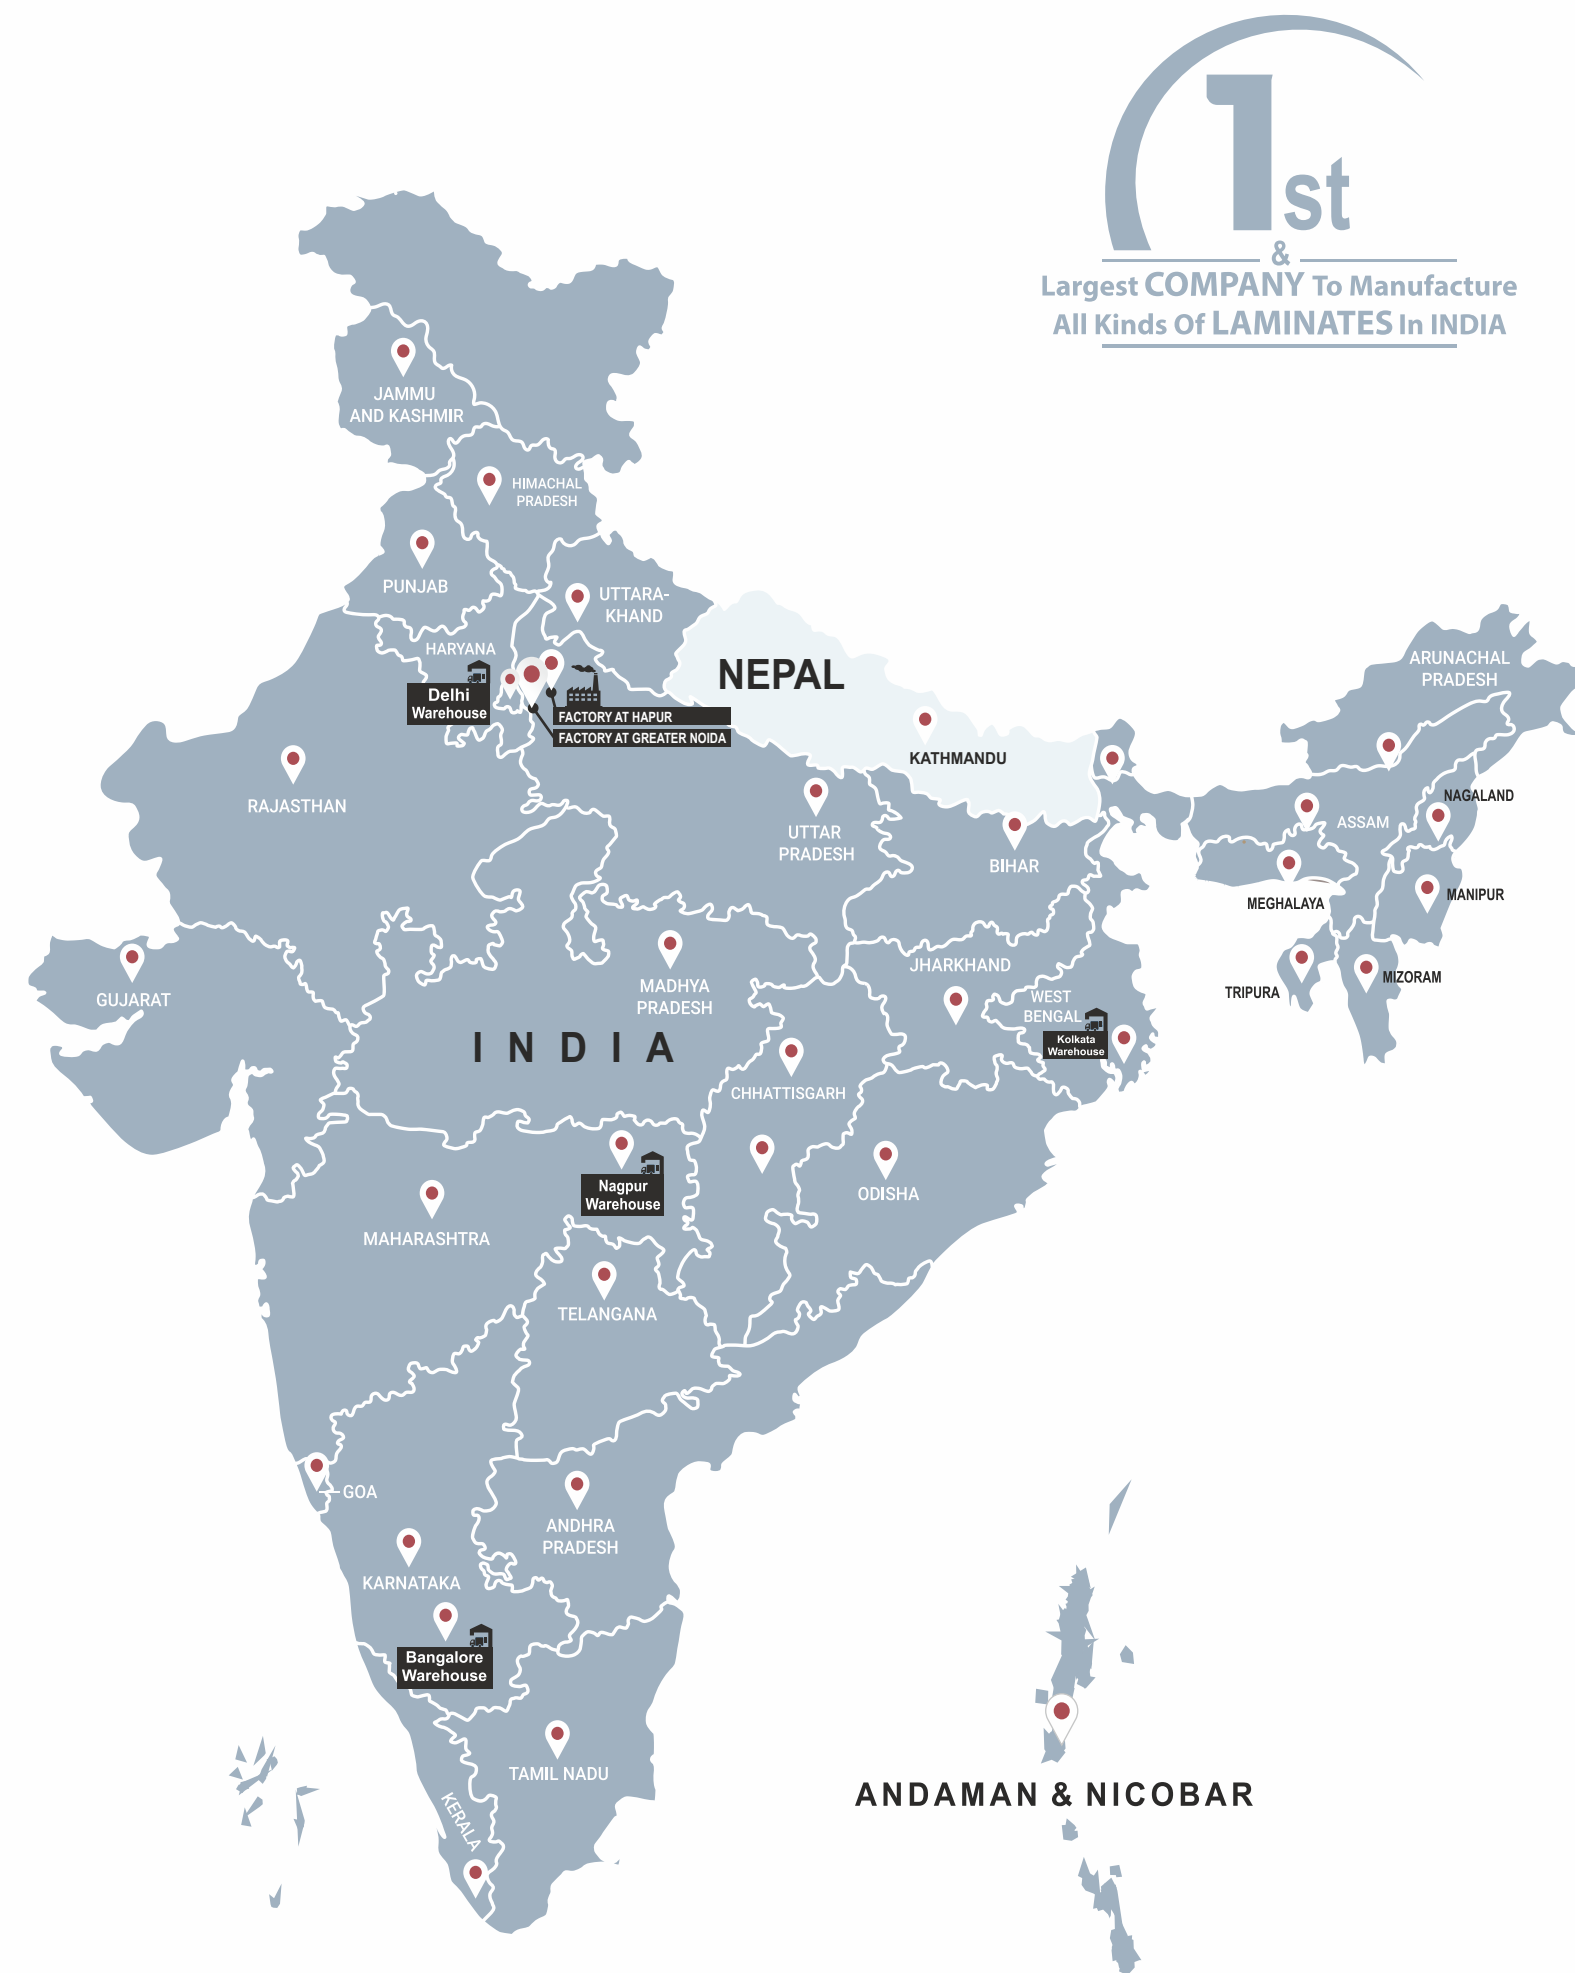 1st
&
Largest COMPANY To Manufacture
All Kinds Of LAMINATES In INDIA
JAMMU
AND KASHMIR
HIMACHAL
PRADESH
PUNJAB
UTTARA-
KHAND
HARYANA
Delhi
Warehouse
FACTORY AT HAPUR
FACTORY AT GREATER NOIDA
NEPAL
KATHMANDU
ARUNACHAL
PRADESH
RAJASTHAN
UTTAR
PRADESH
BIHAR
ASSAM
NAGALAND
MEGHALAYA
MANIPUR
TRIPURA
MIZORAM
GUJARAT
MADHYA
PRADESH
JHARKHAND
WEST
BENGAL
Kolkata
Warehouse
INDIA
CHHATTISGARH
Nagpur
Warehouse
ODISHA
MAHARASHTRA
TELANGANA
GOA
ANDHRA
PRADESH
KARNATAKA
Bangalore
Warehouse
TAMIL NADU
KERALA
ANDAMAN & NICOBAR